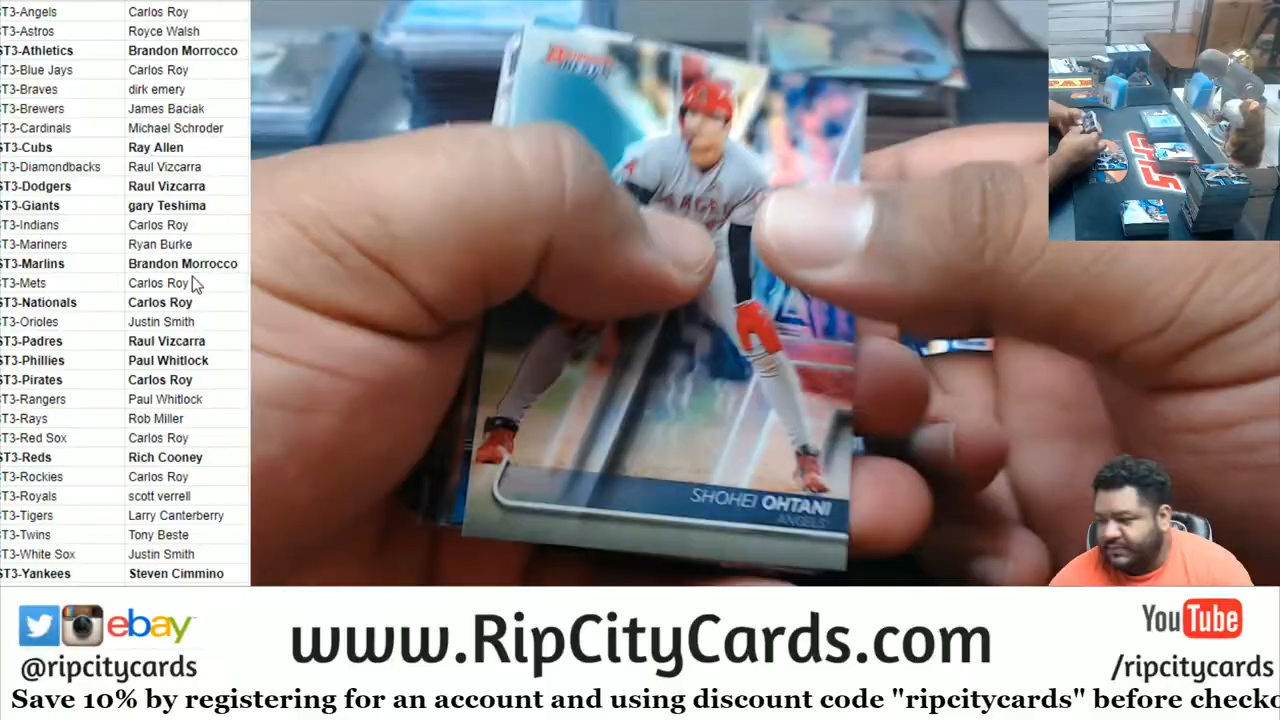 ST3-Angels Carlos Roy
ST3-Astros Royce Walsh
ST3-Athletics Brandon Morrocco
ST3-Blue Jays Carlos Roy
ST3-Braves dirk emery
ST3-Brewers James Baciak
ST3-Cardinals Michael Schroder
ST3-Cubs Ray Allen
ST3-Diamondbacks Raul Vizcarra
ST3-Dodgers Raul Vizcarra
ST3-Giants gary Teshima
ST3-Indians Carlos Roy
ST3-Mariners Ryan Burke
ST3-Marlins Brandon Morrocco
ST3-Mets Carlos Roy
ST3-Nationals Carlos Roy
ST3-Orioles Justin Smith
ST3-Padres Raul Vizcarra
ST3-Phillies Paul Whitlock
ST3-Pirates Carlos Roy
ST3-Rangers Paul Whitlock
ST3-Rays Rob Miller
ST3-Red Sox Carlos Roy
ST3-Reds Rich Cooney
ST3-Rockies Carlos Roy
ST3-Royals scott verrell
ST3-Tigers Larry Canterberry
ST3-Twins Tony Beste
ST3-White Sox Justin Smith
ST3-Yankees Steven Cimmino
SHOHEI OHTANI
ANGELS
ebay
@ripcitycards
www.RipCityCards.com
YouTube
/ripcitycards
Save 10% by registering for an account and using discount code "ripcitycards" before checko